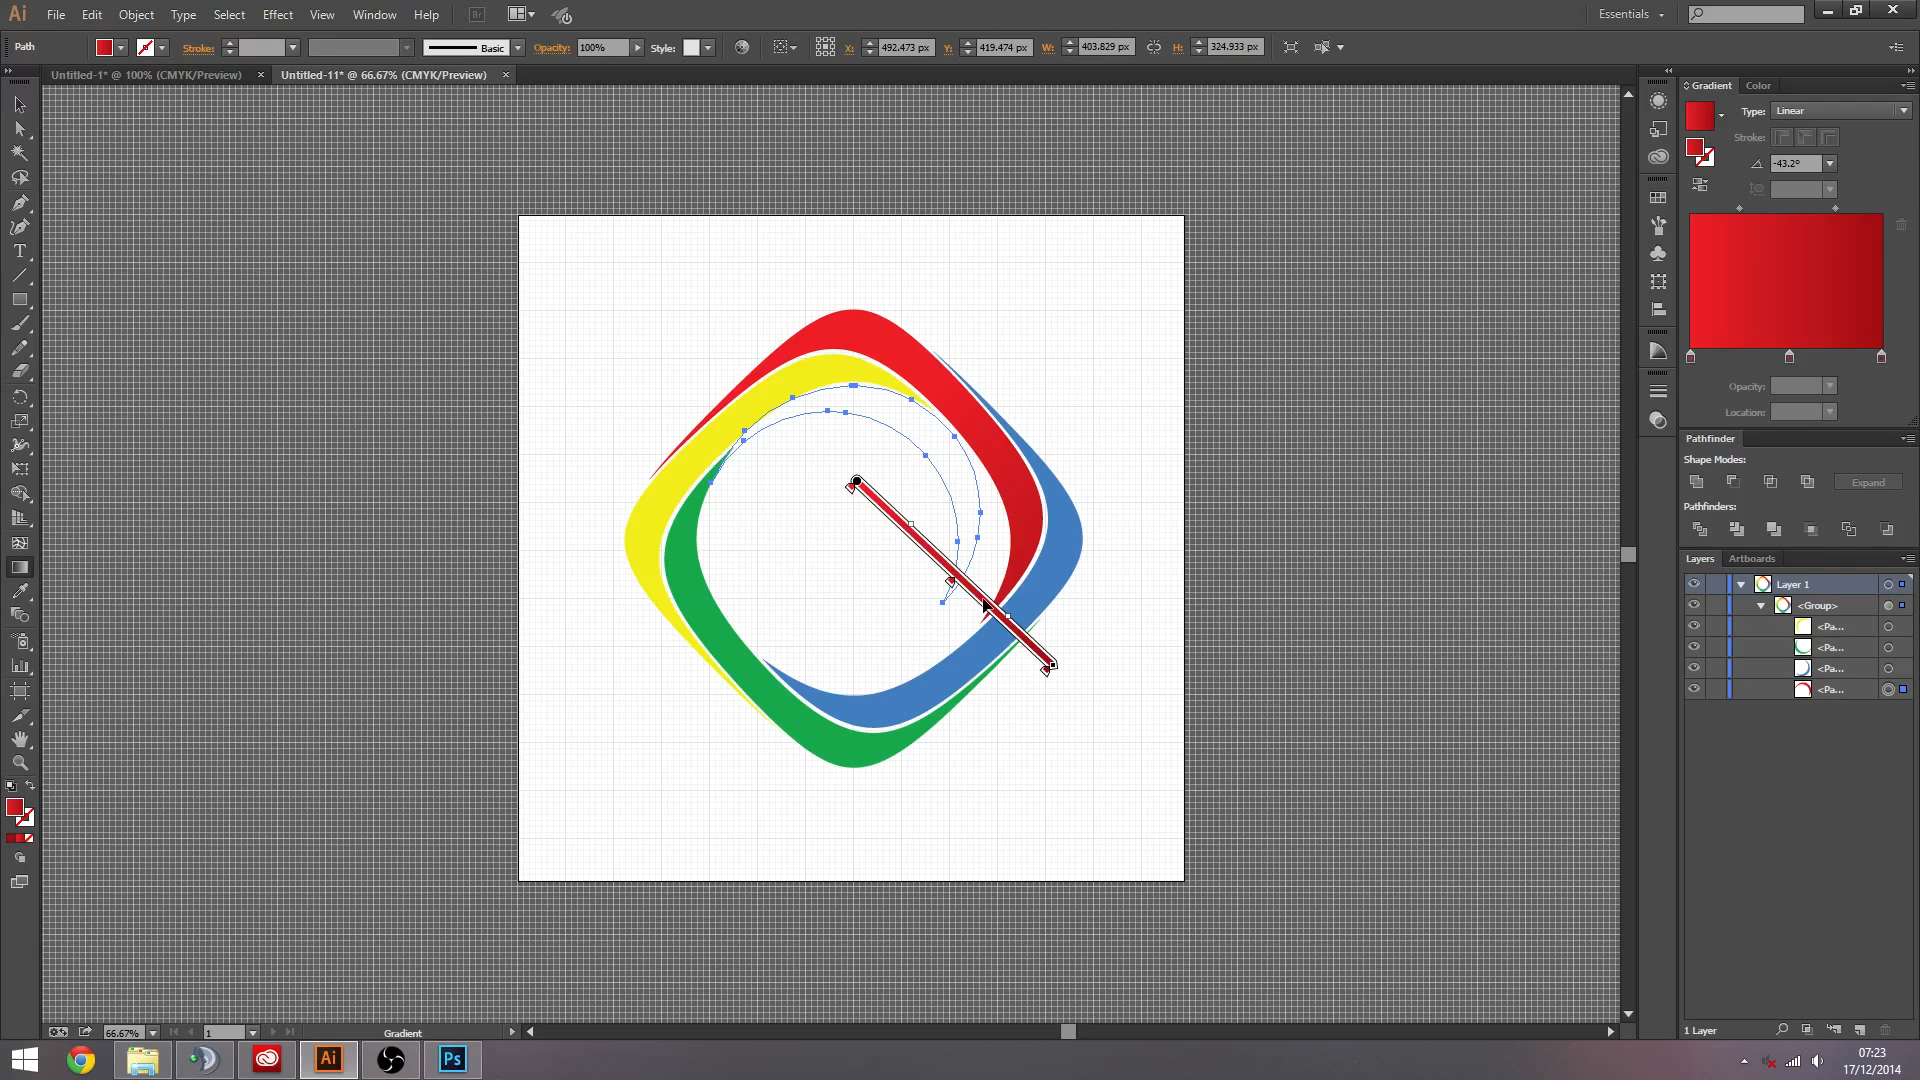 Ai File Edit Object Type Select Effect View Window Help Br Essentials
Path Stroke: Basic Opacity: 100% Style: X: 492.473 px Y: 419.474 px W: 403.829 px H: 324.933 px
Untitled-1* @ 100% (CMYK/Preview) × Untitled-11* @ 66.67% (CMYK/Preview) ×
Gradient Color
Type: Linear
Stroke:
-43.2°
Opacity:
Location:
Pathfinder
Shape Modes:
Expand
Pathfinders:
Layers Artboards
Layer 1
<Group>
<Pa...
<Pa...
<Pa...
<Pa...
T
66.67% 1 Gradient
1 Layer
Ai Ps
07:23
17/12/2014